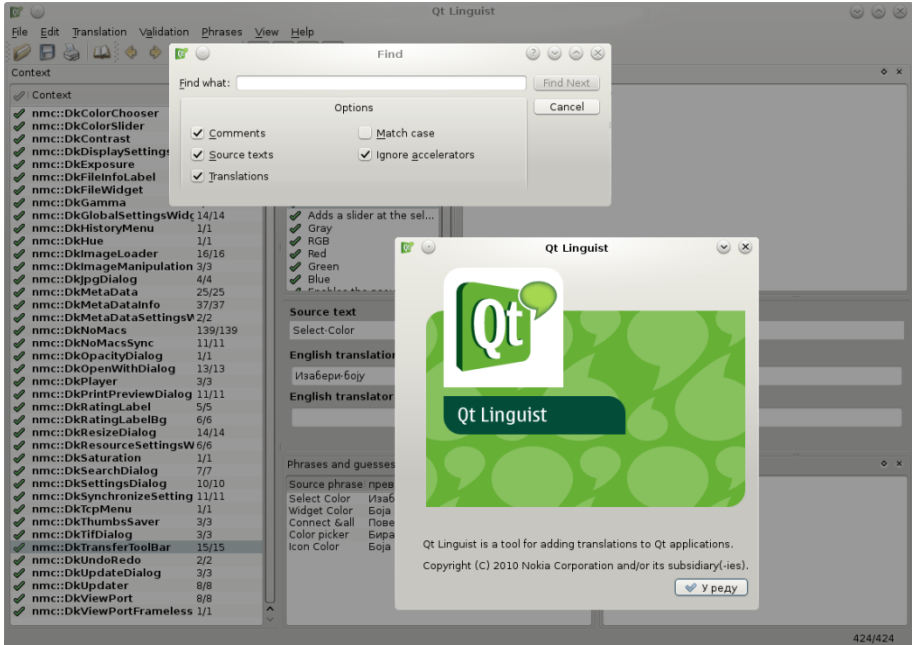 Qt Linguist
File Edit Translation Validation Phrases View Help
Find
Find what:
Find Next
Options
Cancel
Comments
Match case
Source texts
Ignore accelerators
Translations
Context
Context
nmc::DkColorChooser
nmc::DkColorSlider
nmc::DkContrast
nmc::DkDisplaySettings
nmc::DkExposure
nmc::DkFileInfoLabel
nmc::DkFileWidget
nmc::DkGamma
nmc::DkGlobalSettingsWidg 14/14
nmc::DkHistoryMenu 1/1
nmc::DkHue 1/1
nmc::DkImageLoader 16/16
nmc::DkImageManipulation 3/3
nmc::DkJpgDialog 4/4
nmc::DkMetaData 25/25
nmc::DkMetaDataInfo 37/37
nmc::DkMetaDataSettingsW 2/2
nmc::DkNoMacs 139/139
nmc::DkNoMacsSync 11/11
nmc::DkOpacityDialog 1/1
nmc::DkOpenWithDialog 13/13
nmc::DkPlayer 3/3
nmc::DkPrintPreviewDialog 11/11
nmc::DkRatingLabel 5/5
nmc::DkRatingLabelBg 6/6
nmc::DkResizeDialog 14/14
nmc::DkResourceSettingsW 6/6
nmc::DkSaturation 1/1
nmc::DkSearchDialog 7/7
nmc::DkSettingsDialog 10/10
nmc::DkSynchronizeSetting 11/11
nmc::DkTcpMenu 1/1
nmc::DkThumbsSaver 3/3
nmc::DkTifDialog 3/3
nmc::DkTransferToolBar 15/15
nmc::DkUndoRedo 2/2
nmc::DkUpdateDialog 3/3
nmc::DkUpdater 8/8
nmc::DkViewPort 8/8
nmc::DkViewPortFrameless 1/1
Adds a slider at the sel...
Gray
RGB
Red
Green
Blue
Source text
Select·Color
English translation
Изабери·боју
English translator
Phrases and guesses
Source phrase прев
Select Color Изаб
Widget Color Боја
Connect &all Пове
Color picker Бира
Icon Color Боја
Qt Linguist
Qt
Qt Linguist
Qt Linguist is a tool for adding translations to Qt applications.
Copyright (C) 2010 Nokia Corporation and/or its subsidiary(-ies).
У реду
424/424